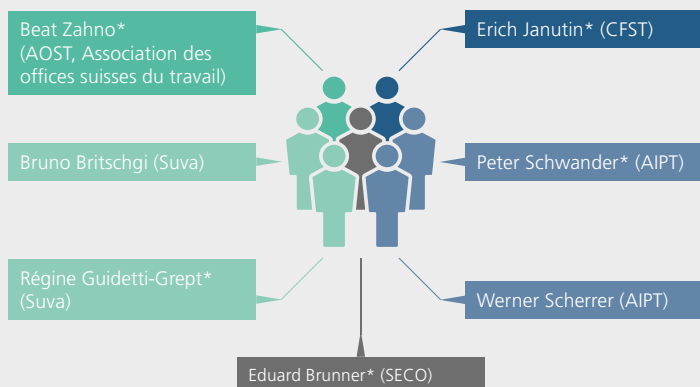 Beat Zahno*
(AOST, Association des
offices suisses du travail)
Erich Janutin* (CFST)
Bruno Britschgi (Suva)
Peter Schwander* (AIPT)
Régine Guidetti-Grept*
(Suva)
Werner Scherrer (AIPT)
Eduard Brunner* (SECO)